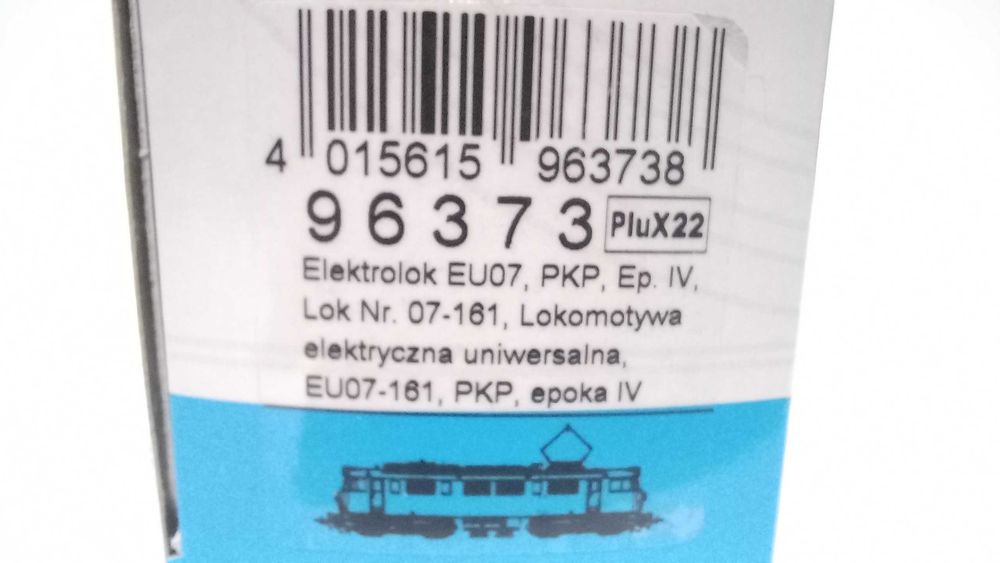 4 015615 963738
96373 PluX22
Elektrolok EU07, PKP, Ep. IV,
Lok Nr. 07-161, Lokomotywa
elektryczna uniwersalna,
EU07-161, PKP, epoka IV